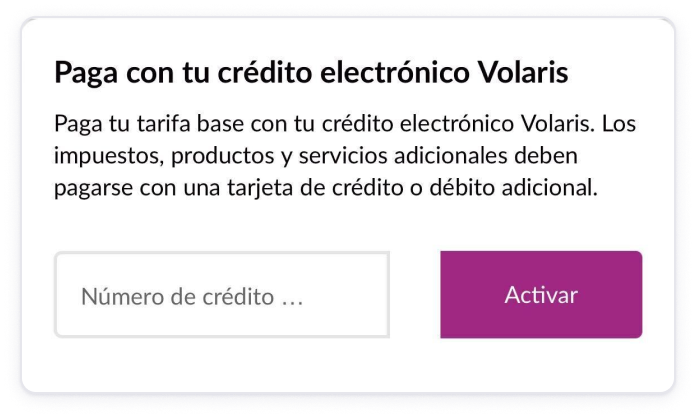 Paga con tu crédito electrónico Volaris
Paga tu tarifa base con tu crédito electrónico Volaris. Los
impuestos, productos y servicios adicionales deben
pagarse con una tarjeta de crédito o débito adicional.
Número de crédito ...
Activar